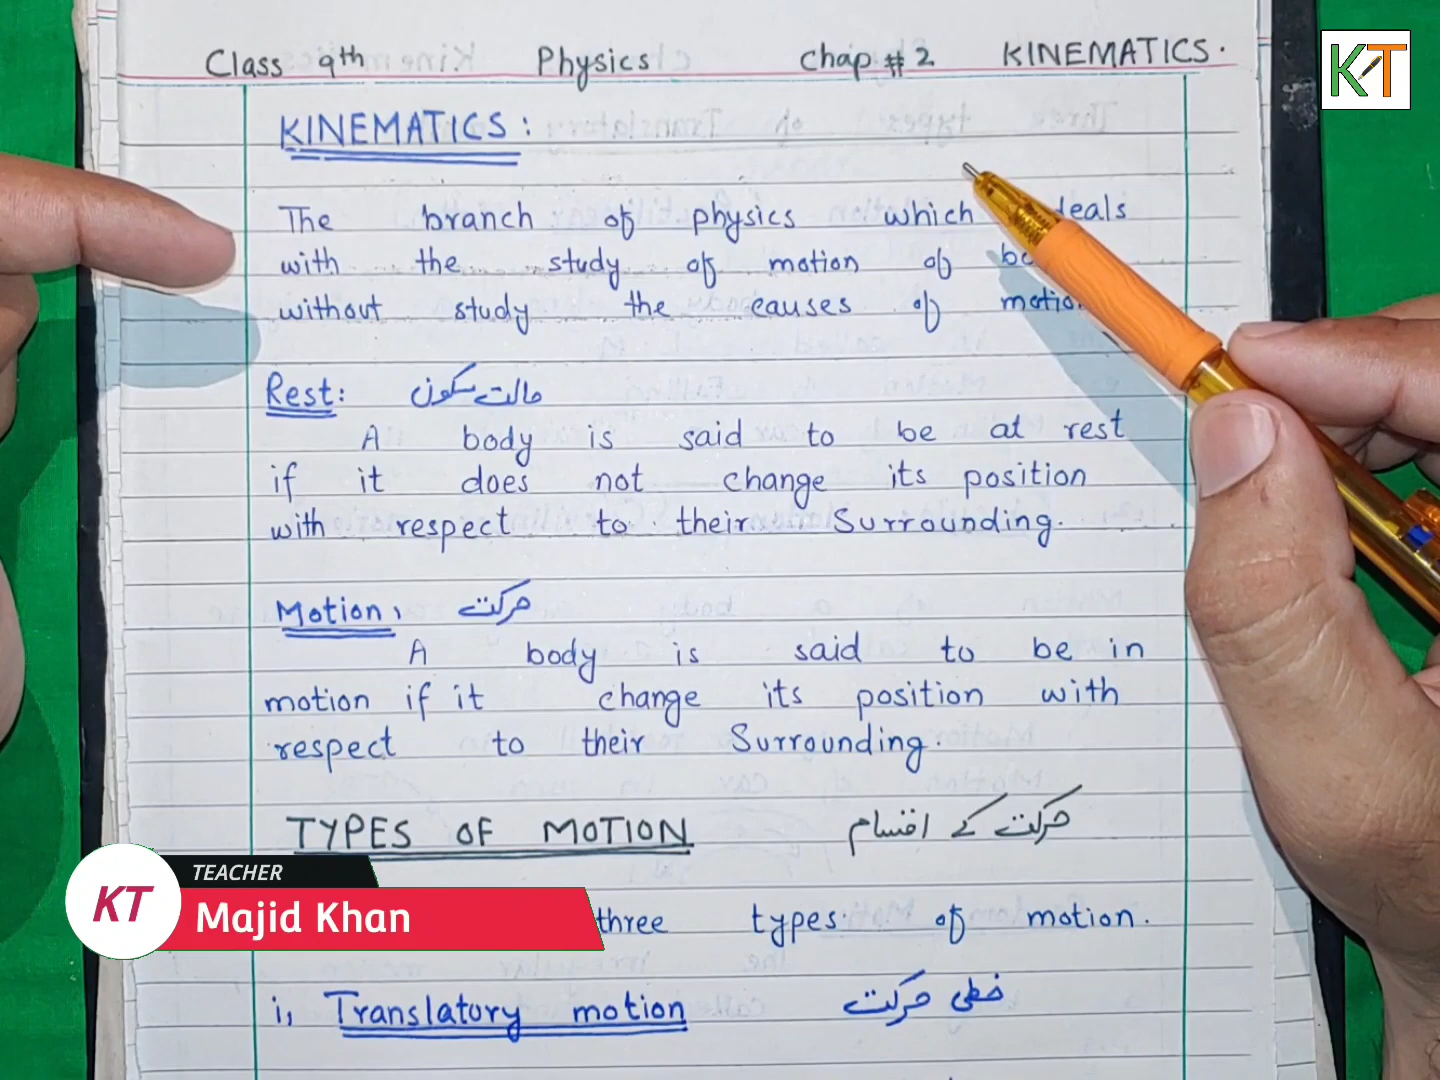 Class 9th Physics Chap # 2 KINEMATICS.
KT
KINEMATICS:
The branch of physics which deals
with the study of motion of
without study the causes of motion
Rest: حالت سکون
A body is said to be at rest
if it does not change its position
with respect to their Surrounding.
Motion: حرکت
A body is said to be in
motion if it change its position with
respect to their Surrounding.
TYPES OF MOTION حرکت کے اقسام
three types of motion.
i, Translatory motion خطی حرکت
KT
TEACHER
Majid Khan